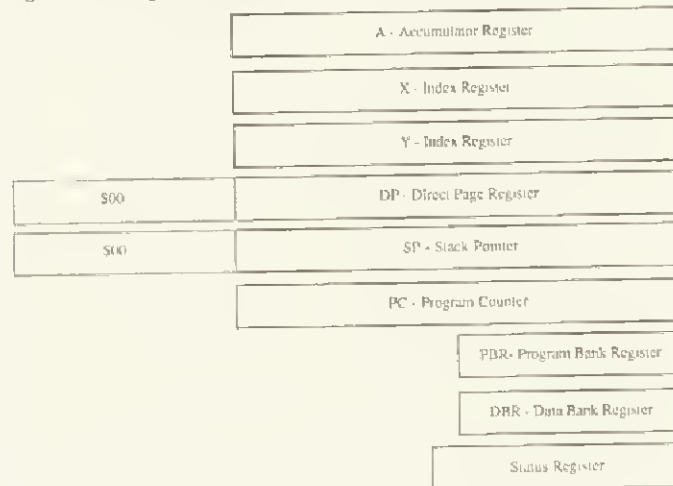 A - Accumulator Register
X - Index Register
Y - Index Register
$00
DP - Direct Page Register
$00
SP - Stack Pointer
PC - Program Counter
PBR- Program Bank Register
DBR - Data Bank Register
Status Register